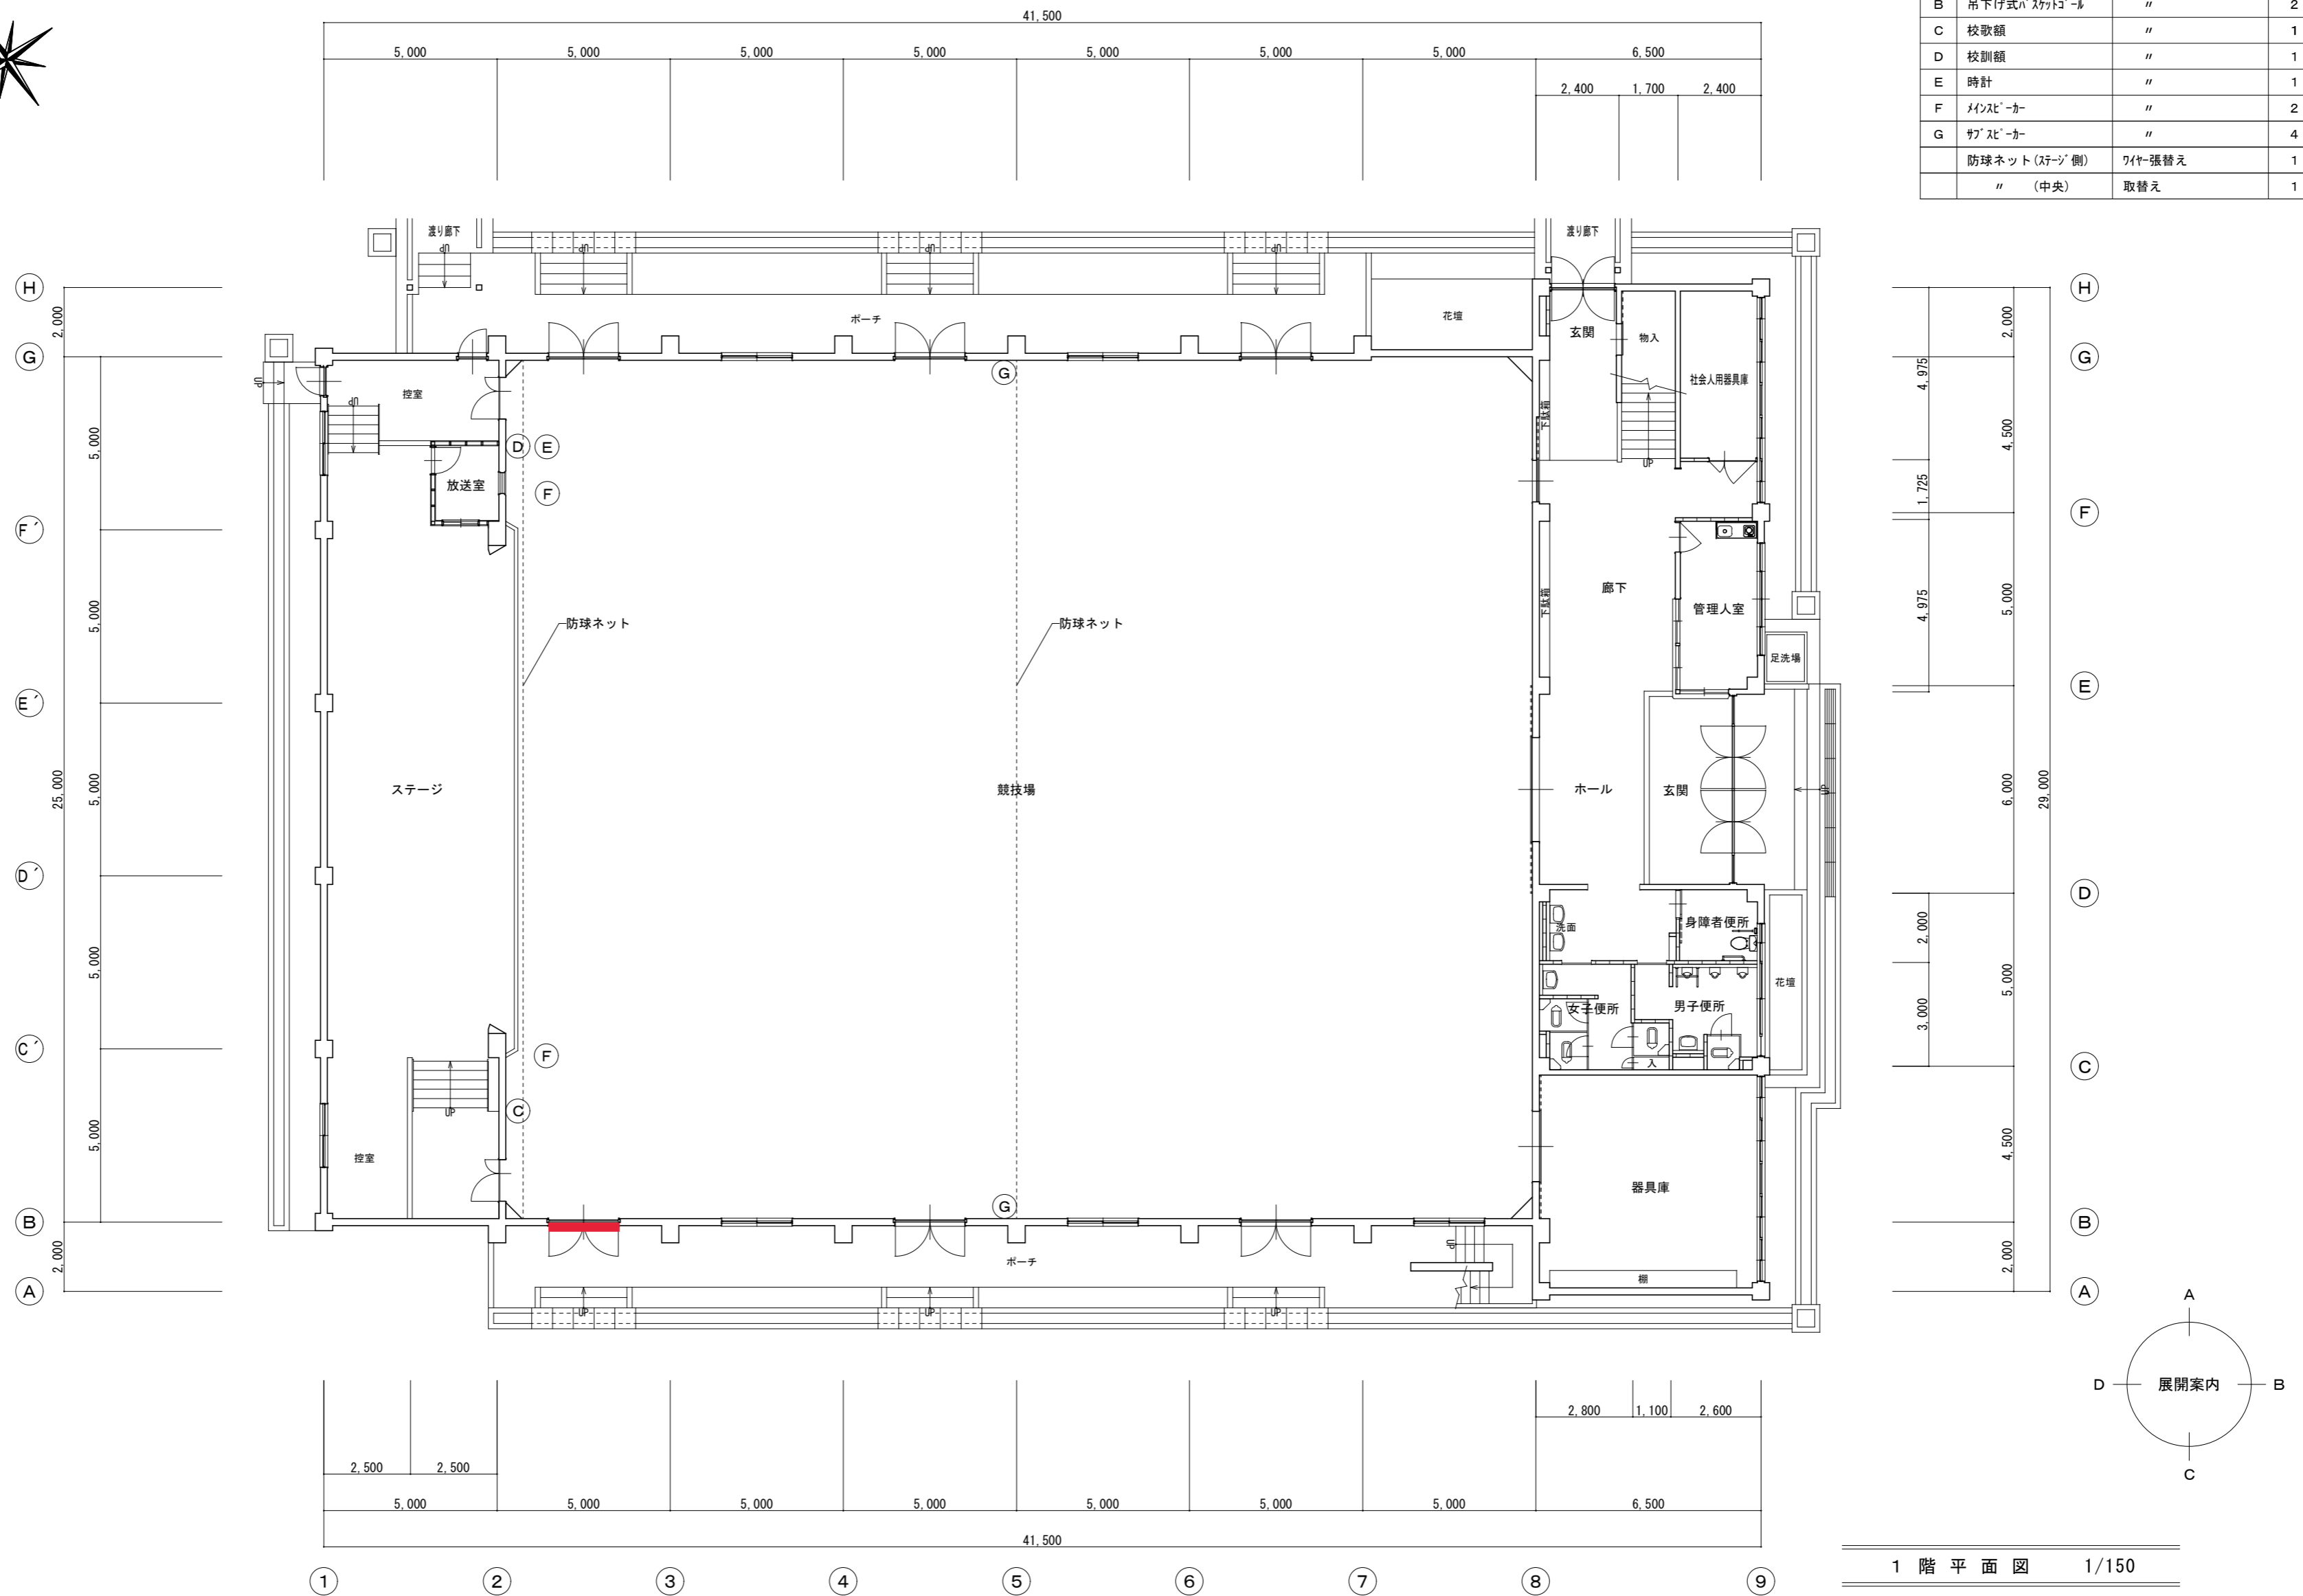 41,500
5,000 5,000 5,000 5,000 5,000 5,000 5,000 6,500
2,400 1,700 2,400
B 吊下げ式バスケットゴール 〃 2
C 校歌額 〃 1
D 校訓額 〃 1
E 時計 〃 1
F メインスピーカー 〃 2
G サブスピーカー 〃 4
防球ネット(ステージ側) ワイヤー張替え 1
〃 (中央) 取替え 1
渡り廊下 渡り廊下
UP UP UP UP
H H
2,000 2,000
ポーチ 花壇 玄関 物入
G G
G
UP 控室 UP 社会人用器具庫 4,975
下駄箱
5,000 D E 4,500
UP
放送室 F 1,725
F´ F
廊下
5,000 下駄箱 管理人室 4,975 5,000
防球ネット 防球ネット
足洗場
E´ E
25,000 5,000 ステージ 競技場 ホール 玄関 UP 6,000 29,000
D´ D
洗面 身障者便所 2,000
5,000 花壇 5,000
女子便所 男子便所 3,000
C´ F 入 C
C
UP
5,000 4,500
控室 器具庫
G
B B
2,000 ポーチ UP 2,000
棚
A A
UP UP UP
A
D 展開案内 B
C
2,800 1,100 2,600
2,500 2,500
5,000 5,000 5,000 5,000 5,000 5,000 5,000 6,500
41,500
1 2 3 4 5 6 7 8 9
1 階 平 面 図 1/150